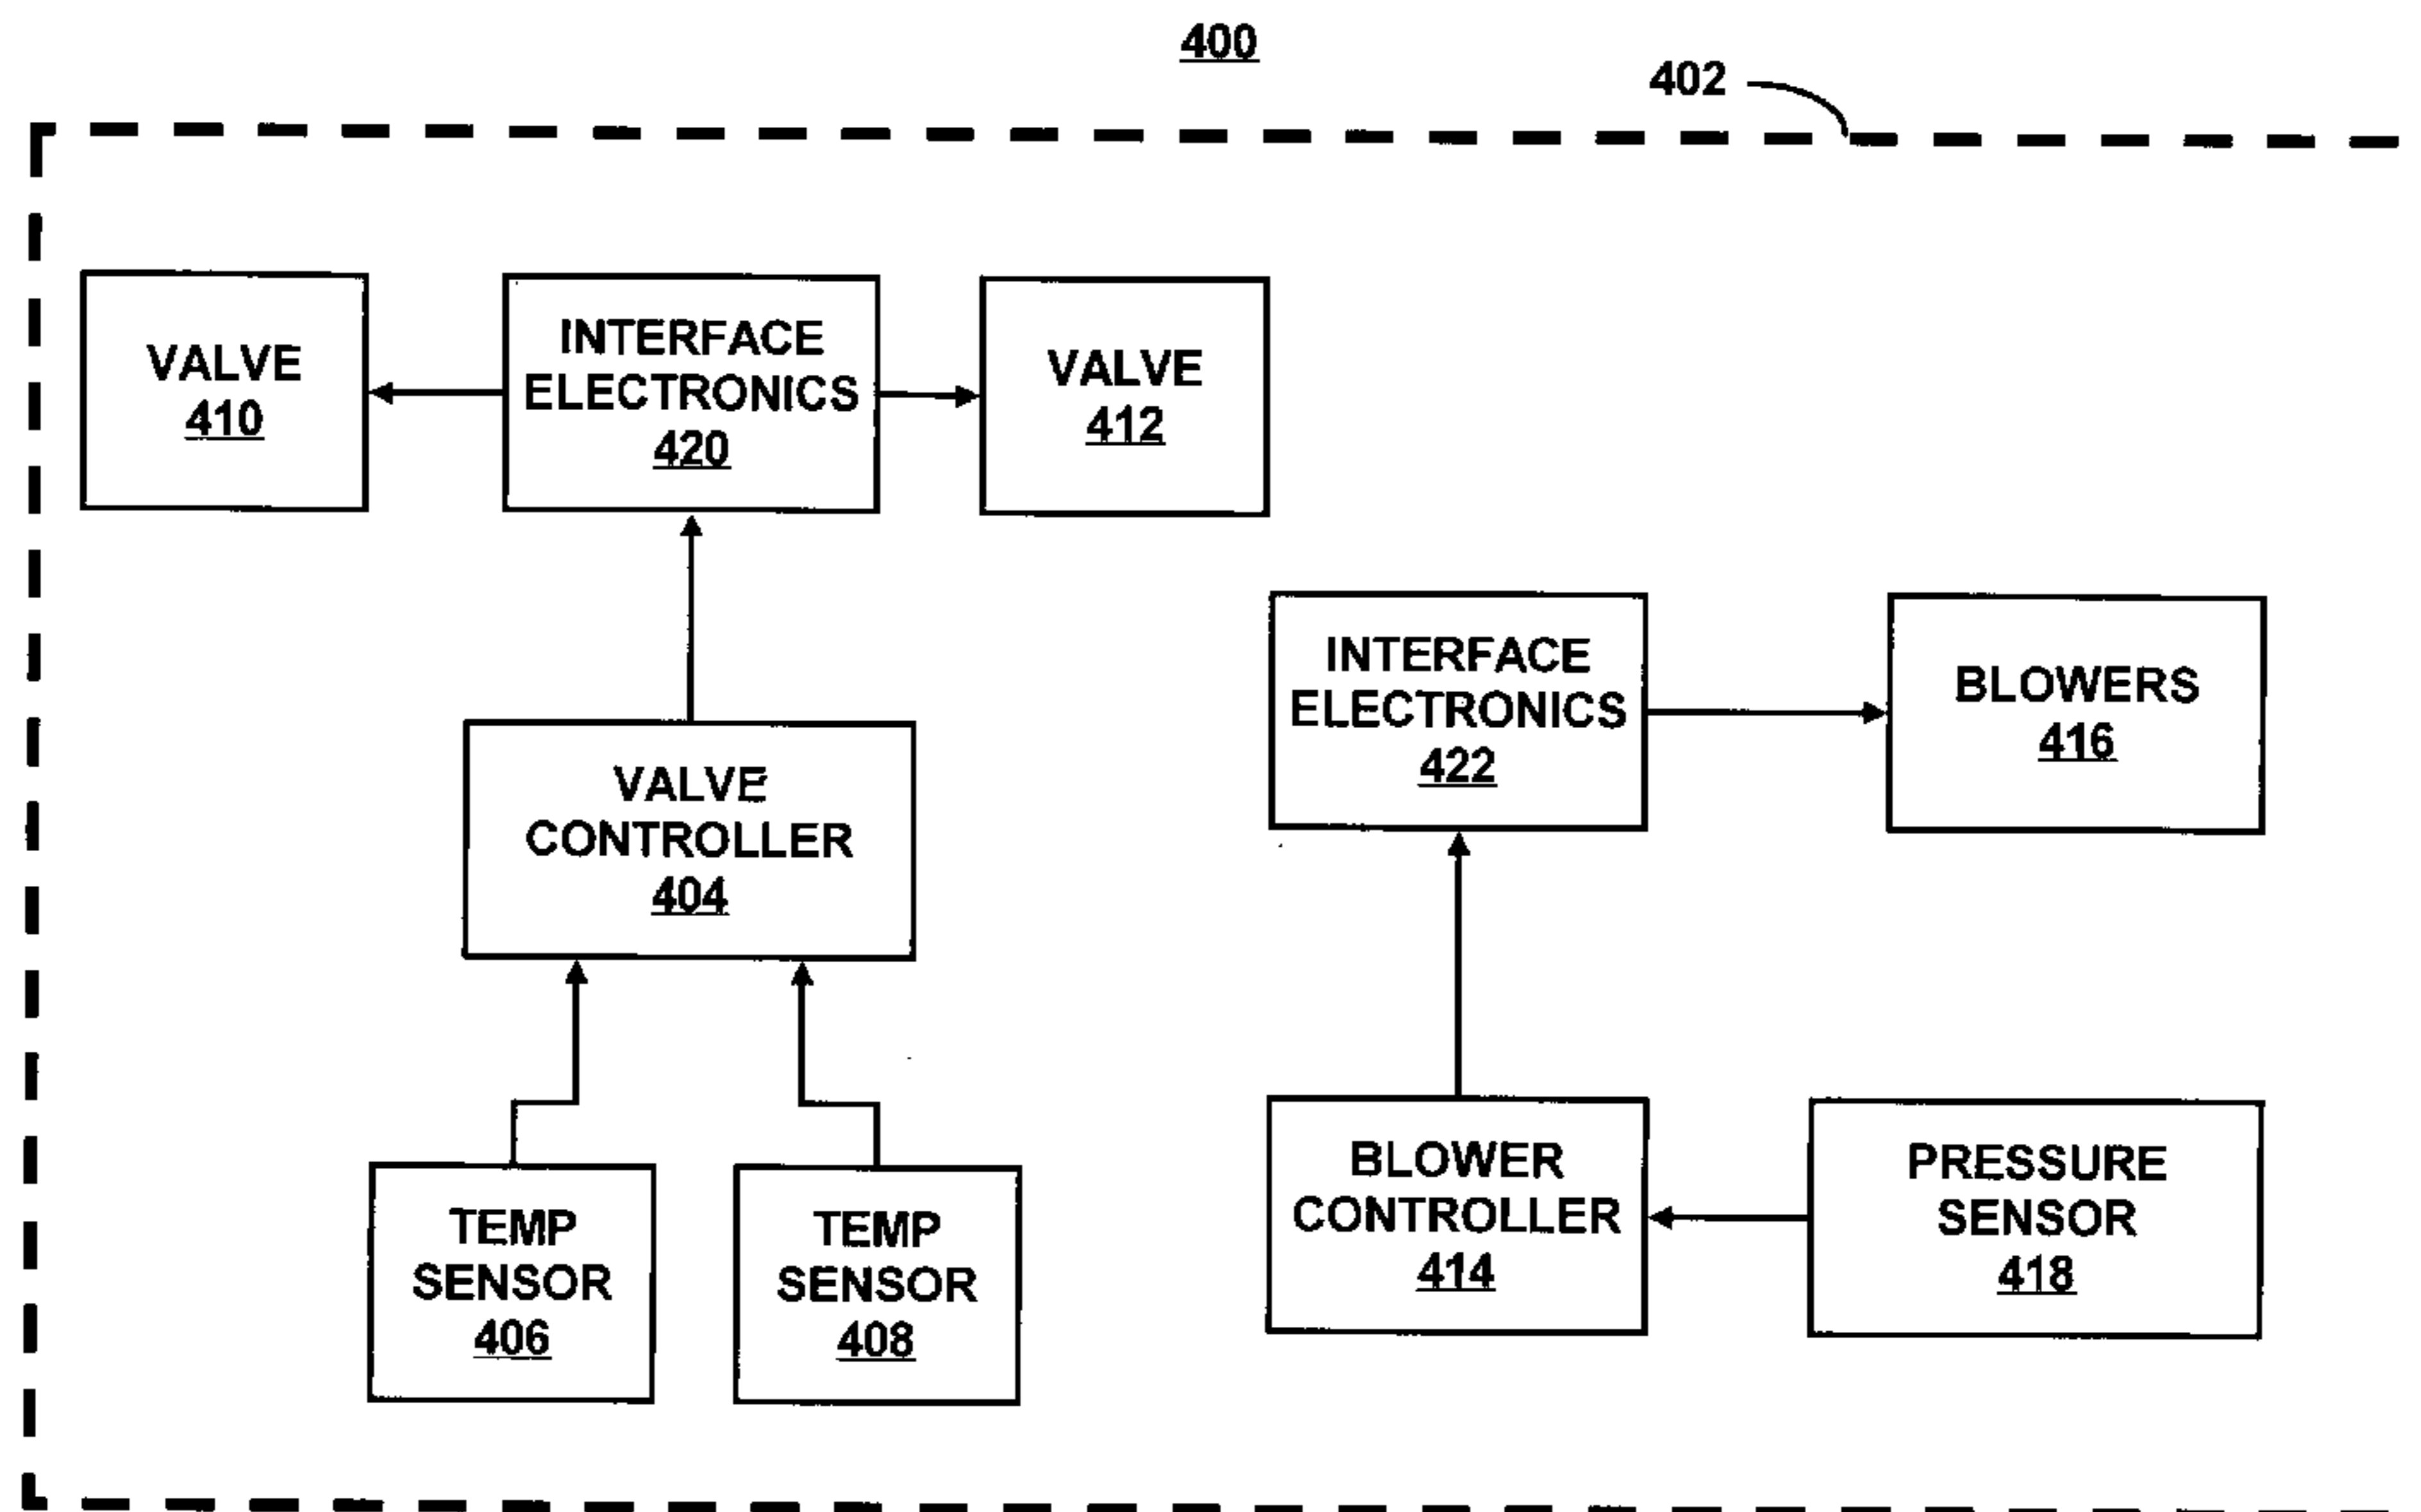 400
402
VALVE
410
INTERFACE
ELECTRONICS
420
VALVE
412
INTERFACE
ELECTRONICS
422
BLOWERS
416
VALVE
CONTROLLER
404
BLOWER
CONTROLLER
414
PRESSURE
SENSOR
418
TEMP
SENSOR
406
TEMP
SENSOR
408